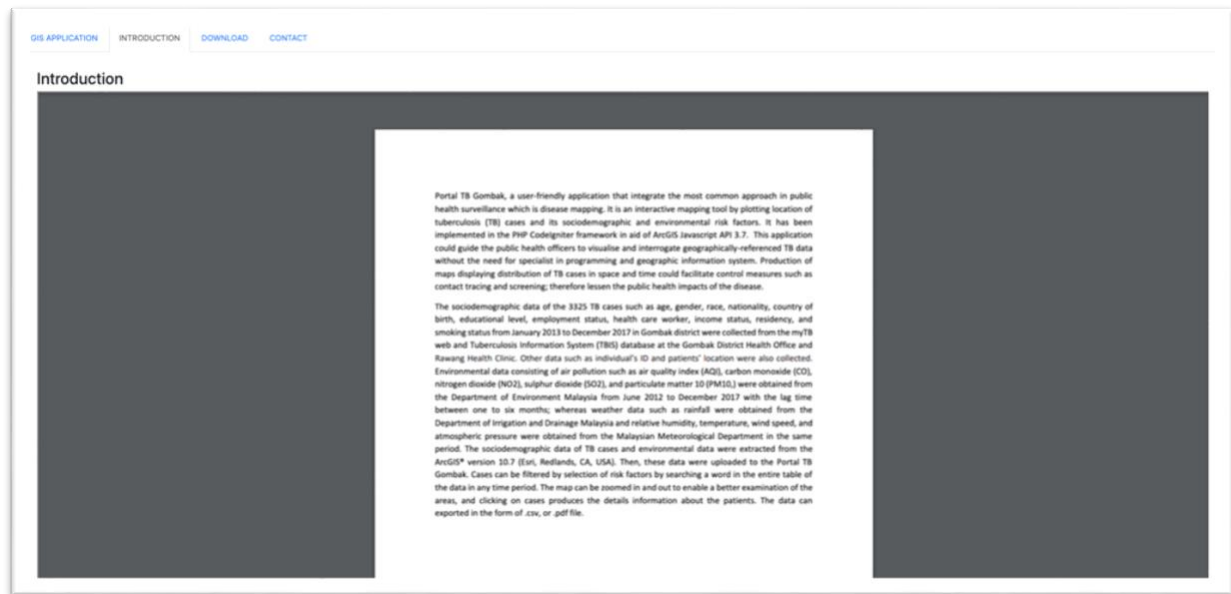 GIS APPLICATION INTRODUCTION DOWNLOAD CONTACT
Introduction
Portal TB Gombak, a user-friendly application that integrate the most common approach in public
health surveillance which is disease mapping. It is an interactive mapping tool by plotting location of
tuberculosis (TB) cases and its sociodemographic and environmental risk factors. It has been
implemented in the PHP CodeIgniter framework in aid of ArcGIS Javascript API 3.7. This application
could guide the public health officers to visualise and interrogate geographically-referenced TB data
without the need for specialist in programming and geographic information system. Production of
maps displaying distribution of TB cases in space and time could facilitate control measures such as
contact tracing and screening; therefore lessen the public health impacts of the disease.
The sociodemographic data of the 3325 TB cases such as age, gender, race, nationality, country of
birth, educational level, employment status, health care worker, income status, residency, and
smoking status from January 2013 to December 2017 in Gombak district were collected from the myTB
web and Tuberculosis Information System (TBIS) database at the Gombak District Health Office and
Rawang Health Clinic. Other data such as individual's ID and patients' location were also collected.
Environmental data consisting of air pollution such as air quality index (AQI), carbon monoxide (CO),
nitrogen dioxide (NO2), sulphur dioxide (SO2), and particulate matter 10 (PM10,) were obtained from
the Department of Environment Malaysia from June 2012 to December 2017 with the lag time
between one to six months; whereas weather data such as rainfall were obtained from the
Department of Irrigation and Drainage Malaysia and relative humidity, temperature, wind speed, and
atmospheric pressure were obtained from the Malaysian Meteorological Department in the same
period. The sociodemographic data of TB cases and environmental data were extracted from the
ArcGIS® version 10.7 (Esri, Redlands, CA, USA). Then, these data were uploaded to the Portal TB
Gombak. Cases can be filtered by selection of risk factors by searching a word in the entire table of
the data in any time period. The map can be zoomed in and out to enable a better examination of the
areas, and clicking on cases produces the details information about the patients. The data can
exported in the form of .csv, or .pdf file.